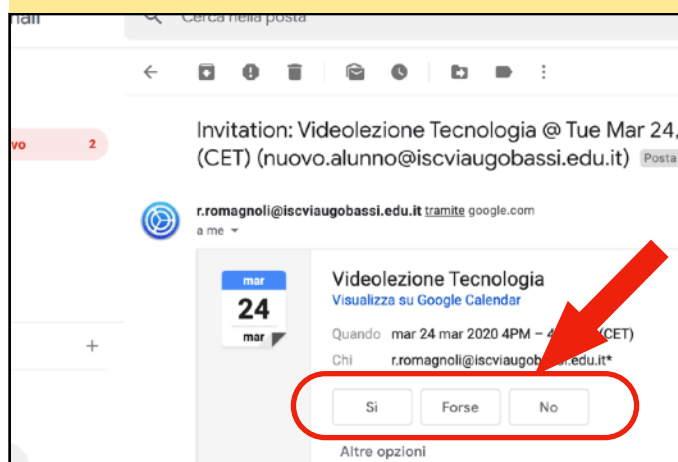 Cerca nella posta
Invitation: Videolezione Tecnologia @ Tue Mar 24,
vo 2
(CET) (nuovo.alunno@iscviaugobassi.edu.it) Posta
r.romagnoli@iscviaugobassi.edu.it tramite google.com
a me
mar
24
mar
Videolezione Tecnologia
Visualizza su Google Calendar
Quando mar 24 mar 2020 4PM – 4 (CET)
Chi r.romagnoli@iscviaugob .edu.it*
Sì Forse No
Altre opzioni